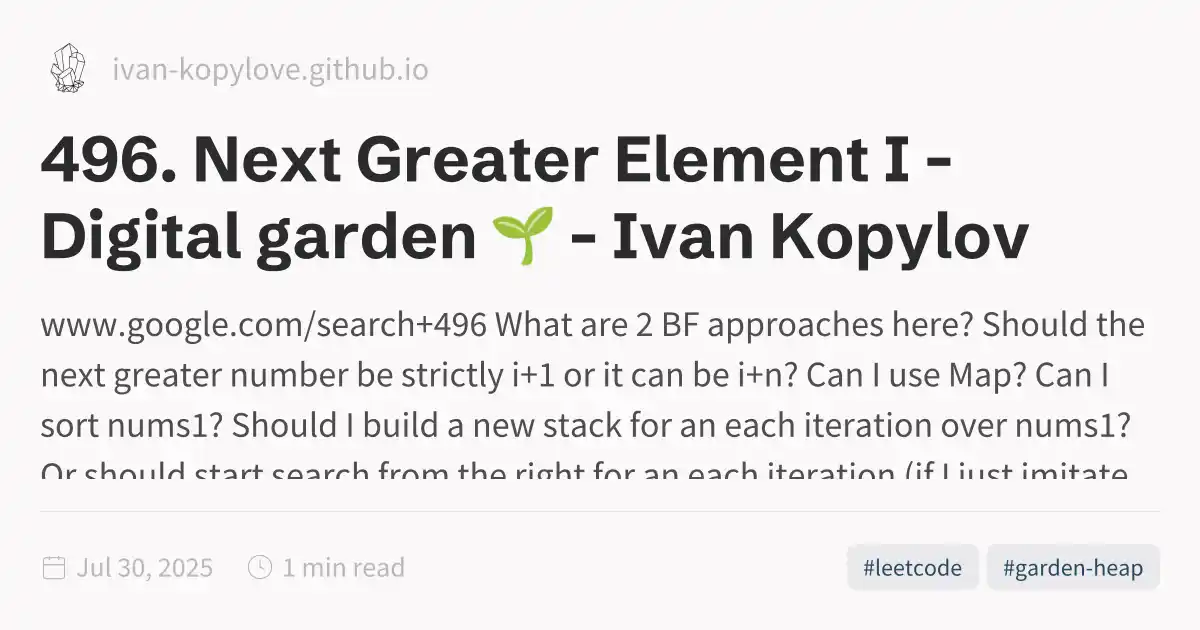 ivan-kopylove.github.io
496. Next Greater Element I -
Digital garden 🌱 - Ivan Kopylov
www.google.com/search+496 What are 2 BF approaches here? Should the
next greater number be strictly i+1 or it can be i+n? Can I use Map? Can I
sort nums1? Should I build a new stack for an each iteration over nums1?
Or should start search from the right for an each iteration (if I just imitate
Jul 30, 2025
1 min read
#leetcode
#garden-heap